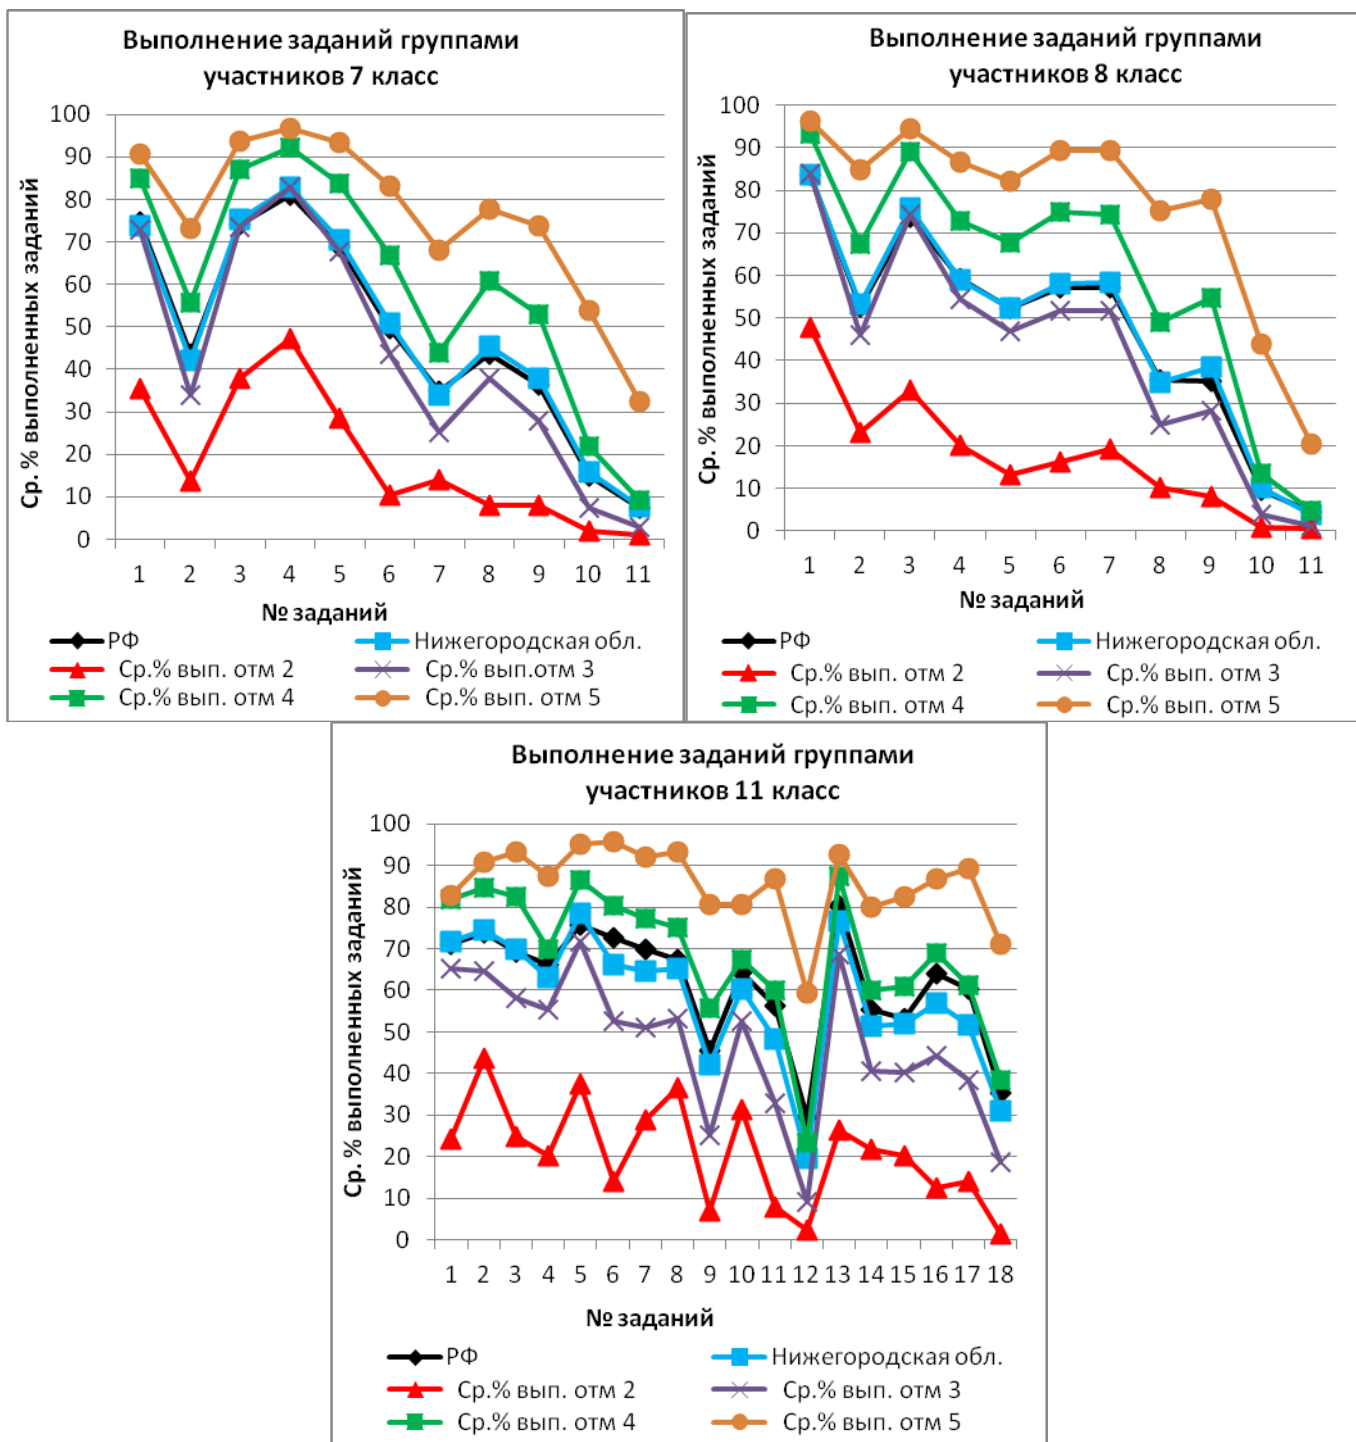 Выполнение заданий группами
участников 7 класс
Ср. % выполненных заданий
100
90
80
70
60
50
40
30
20
10
0
1 2 3 4 5 6 7 8 9 10 11
№ заданий
РФ Нижегородская обл.
Ср.% вып. отм 2 Ср.% вып.отм 3
Ср.% вып. отм 4 Ср.% вып. отм 5
Выполнение заданий группами
участников 8 класс
Ср. % выполненных заданий
100
90
80
70
60
50
40
30
20
10
0
1 2 3 4 5 6 7 8 9 10 11
№ заданий
РФ Нижегородская обл.
Ср.% вып. отм 2 Ср.% вып. отм 3
Ср.% вып. отм 4 Ср.% вып. отм 5
Выполнение заданий группами
участников 11 класс
Ср. % выполненных заданий
100
90
80
70
60
50
40
30
20
10
0
1 2 3 4 5 6 7 8 9 10 11 12 13 14 15 16 17 18
№ заданий
РФ Нижегородская обл.
Ср.% вып. отм 2 Ср.% вып. отм 3
Ср.% вып. отм 4 Ср.% вып. отм 5